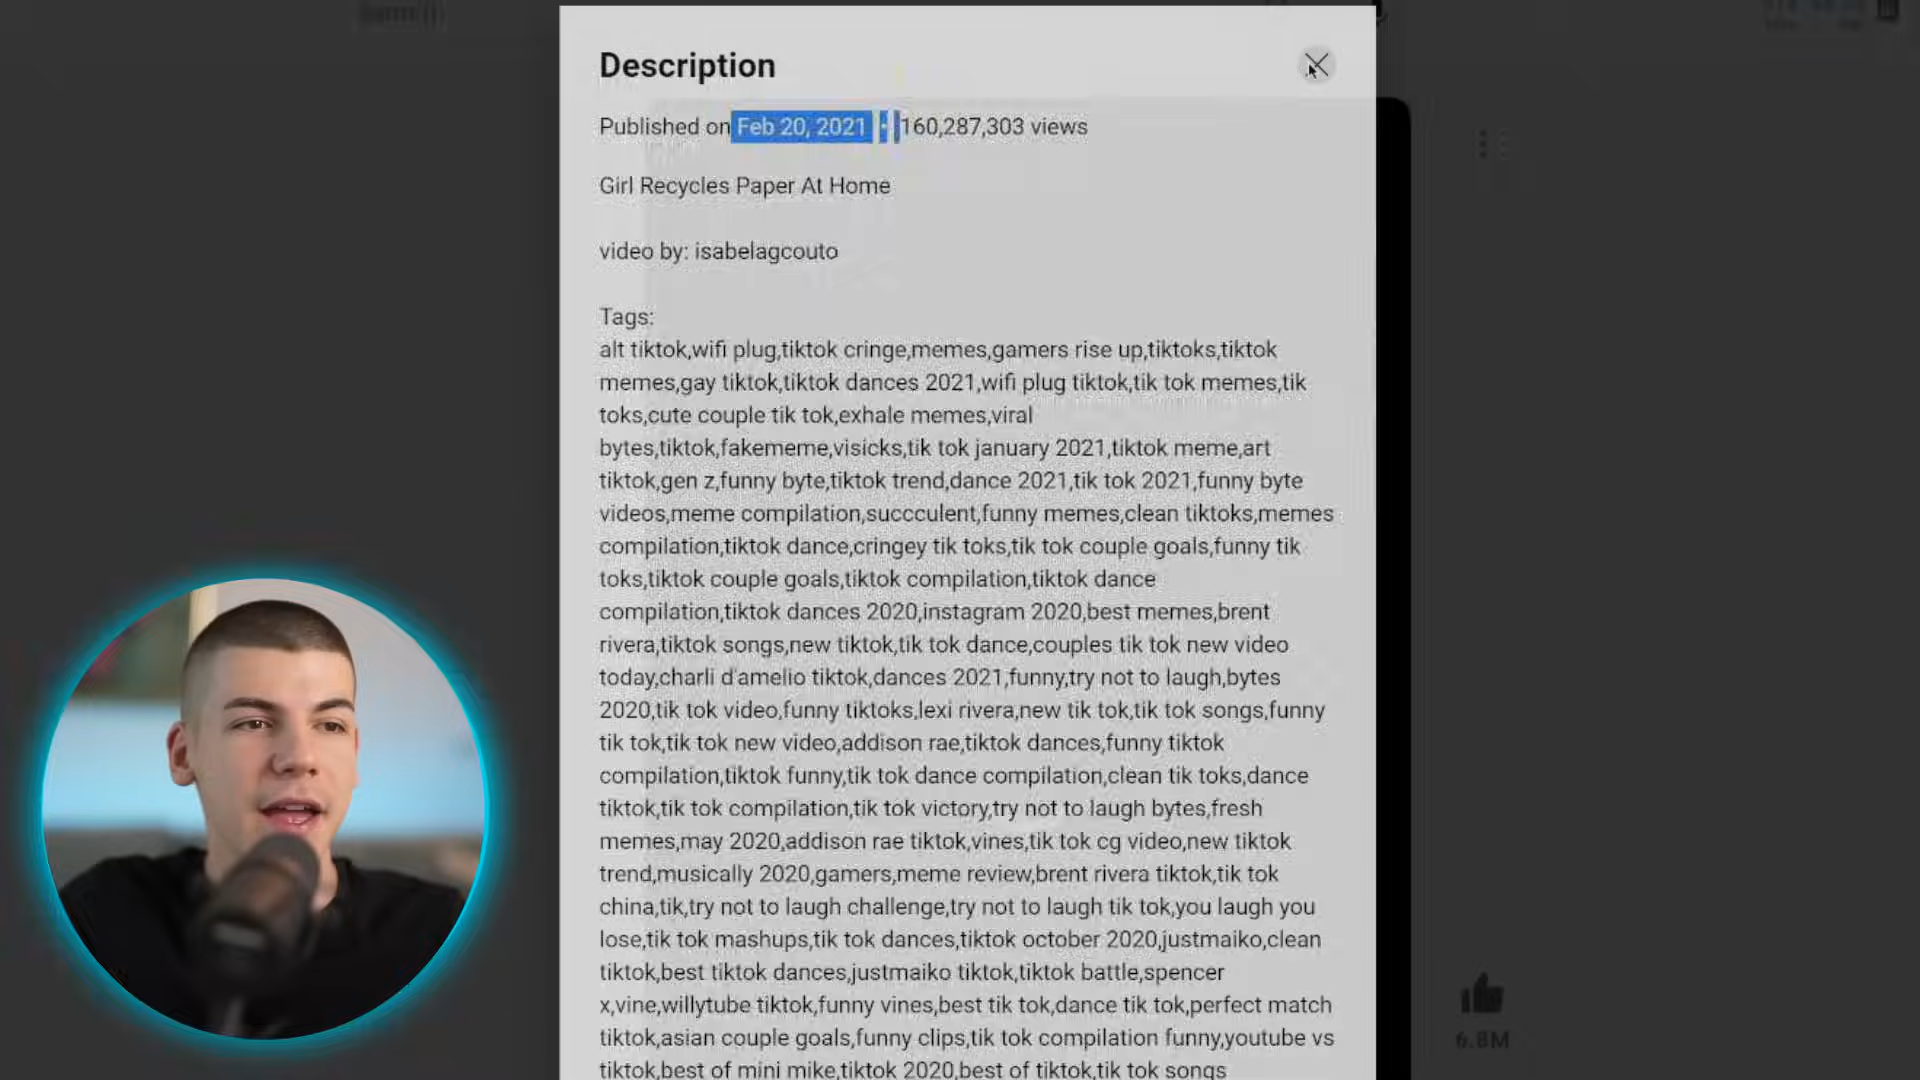 Description
Published on Feb 20, 2021 · 160,287,303 views
Girl Recycles Paper At Home
video by: isabelagcouto
Tags:
alt tiktok,wifi plug,tiktok cringe,memes,gamers rise up,tiktoks,tiktok
memes,gay tiktok,tiktok dances 2021,wifi plug tiktok,tik tok memes,tik
toks,cute couple tik tok,exhale memes,viral
bytes,tiktok,fakememe,visicks,tik tok january 2021,tiktok meme,art
tiktok,gen z,funny byte,tiktok trend,dance 2021,tik tok 2021,funny byte
videos,meme compilation,succculent,funny memes,clean tiktoks,memes
compilation,tiktok dance,cringey tik toks,tik tok couple goals,funny tik
toks,tiktok couple goals,tiktok compilation,tiktok dance
compilation,tiktok dances 2020,instagram 2020,best memes,brent
rivera,tiktok songs,new tiktok,tik tok dance,couples tik tok new video
today,charli d'amelio tiktok,dances 2021,funny,try not to laugh,bytes
2020,tik tok video,funny tiktoks,lexi rivera,new tik tok,tik tok songs,funny
tik tok,tik tok new video,addison rae,tiktok dances,funny tiktok
compilation,tiktok funny,tik tok dance compilation,clean tik toks,dance
tiktok,tik tok compilation,tik tok victory,try not to laugh bytes,fresh
memes,may 2020,addison rae tiktok,vines,tik tok cg video,new tiktok
trend,musically 2020,gamers,meme review,brent rivera tiktok,tik tok
china,tik,try not to laugh challenge,try not to laugh tik tok,you laugh you
lose,tik tok mashups,tik tok dances,tiktok october 2020,justmaiko,clean
tiktok,best tiktok dances,justmaiko tiktok,tiktok battle,spencer
x,vine,willytube tiktok,funny vines,best tik tok,dance tik tok,perfect match
tiktok,asian couple goals,funny clips,tik tok compilation funny,youtube vs
tiktok,best of mini mike,tiktok 2020,best of tiktok,tik tok songs
6.8M